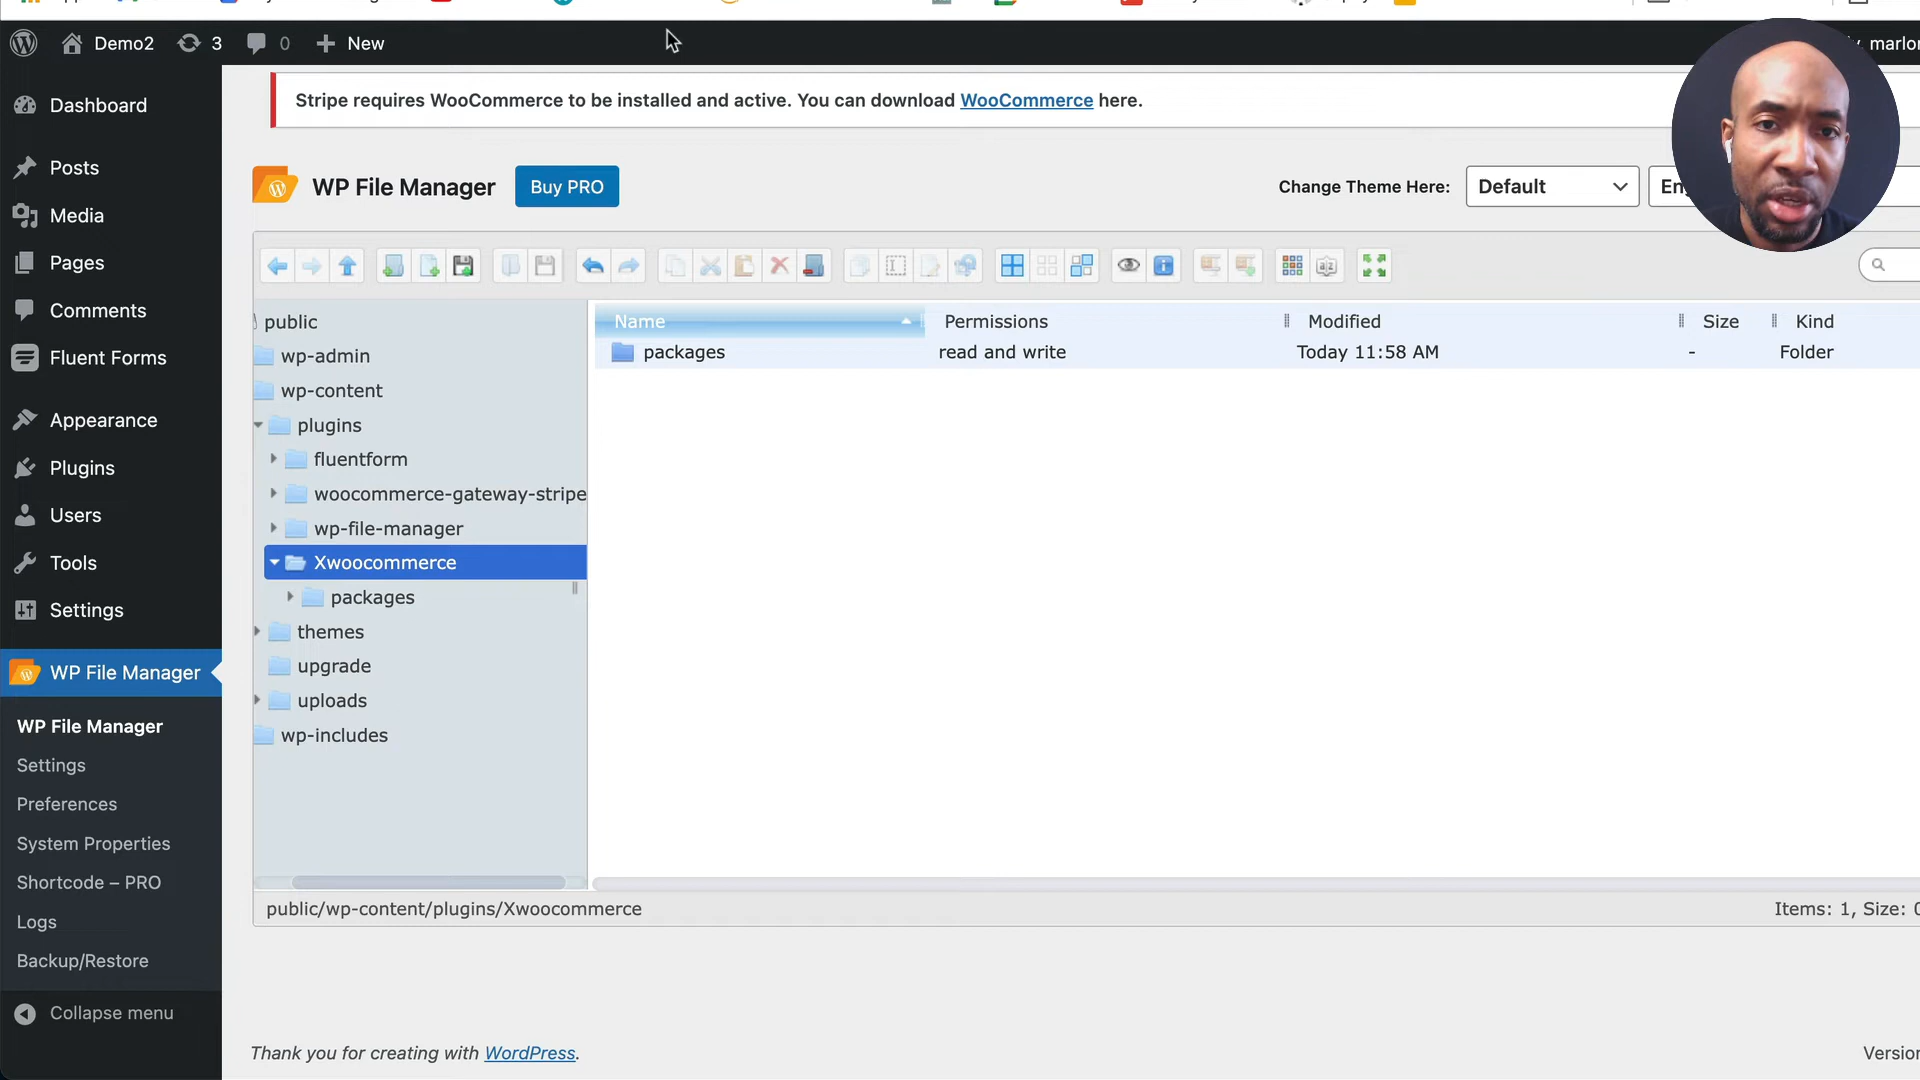 Demo2
3
0
New
marlon
Stripe requires WooCommerce to be installed and active. You can download WooCommerce here.
Dashboard
Posts
Media
Pages
Comments
Fluent Forms
Appearance
Plugins
Users
Tools
Settings
WP File Manager
WP File Manager
Settings
Preferences
System Properties
Shortcode – PRO
Logs
Backup/Restore
Collapse menu
WP File Manager
Buy PRO
Change Theme Here:
Default
public
wp-admin
wp-content
plugins
fluentform
woocommerce-gateway-stripe
wp-file-manager
Xwoocommerce
packages
themes
upgrade
uploads
wp-includes
Name Permissions Modified Size Kind
packages read and write Today 11:58 AM - Folder
public/wp-content/plugins/Xwoocommerce
Items: 1, Size: 0
Thank you for creating with WordPress.
Version